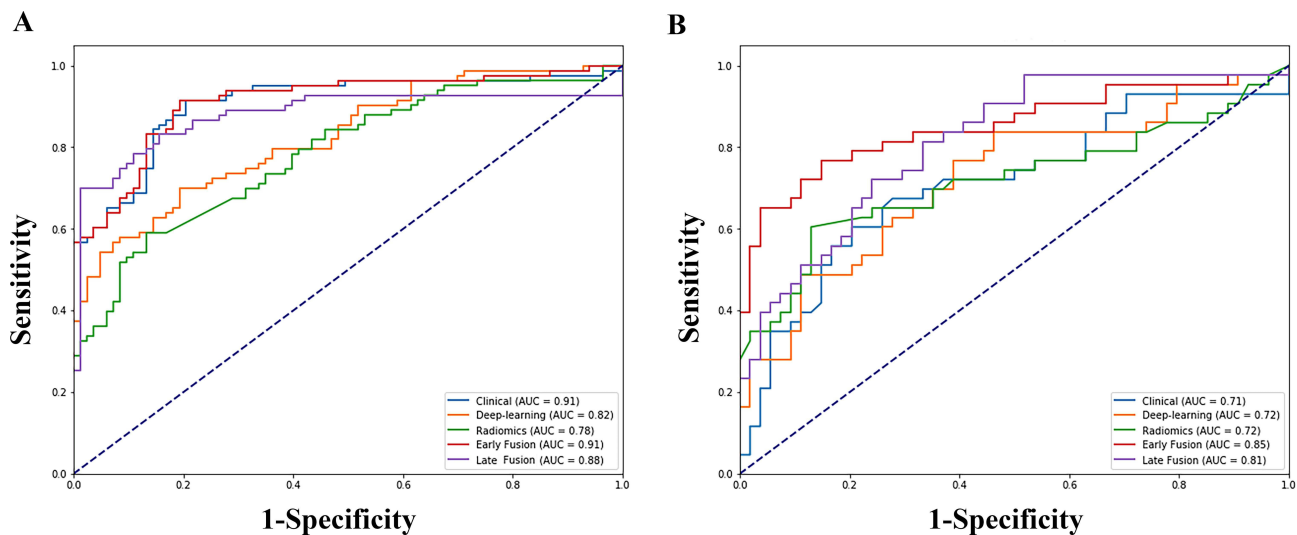 A
1.0
0.8
0.6
0.4
0.2
0.0
Sensitivity
Clinical (AUC = 0.91)
Deep-learning (AUC = 0.82)
Radiomics (AUC = 0.78)
Early Fusion (AUC = 0.91)
Late Fusion (AUC = 0.88)
0.0 0.2 0.4 0.6 0.8 1.0
1-Specificity
B
1.0
0.8
0.6
0.4
0.2
0.0
Sensitivity
Clinical (AUC = 0.71)
Deep-learning (AUC = 0.72)
Radiomics (AUC = 0.72)
Early Fusion (AUC = 0.85)
Late Fusion (AUC = 0.81)
0.0 0.2 0.4 0.6 0.8 1.0
1-Specificity